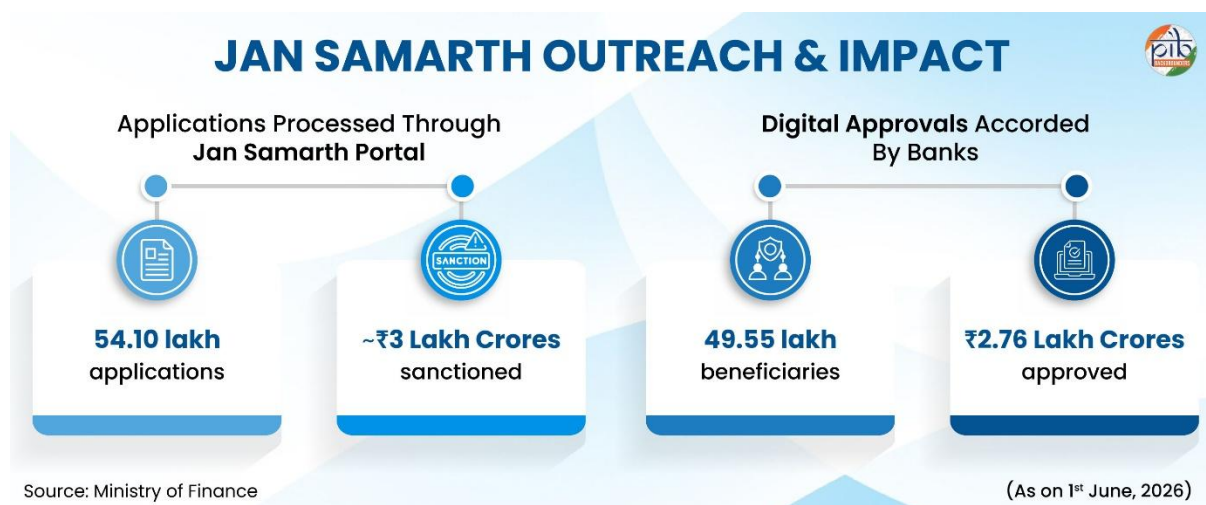 JAN SAMARTH OUTREACH & IMPACT
pib
BACKGROUNDERS
Applications Processed Through
Jan Samarth Portal
SANCTION
54.10 lakh
applications
~₹3 Lakh Crores
sanctioned
Digital Approvals Accorded
By Banks
49.55 lakh
beneficiaries
₹2.76 Lakh Crores
approved
Source: Ministry of Finance
(As on 1st June, 2026)